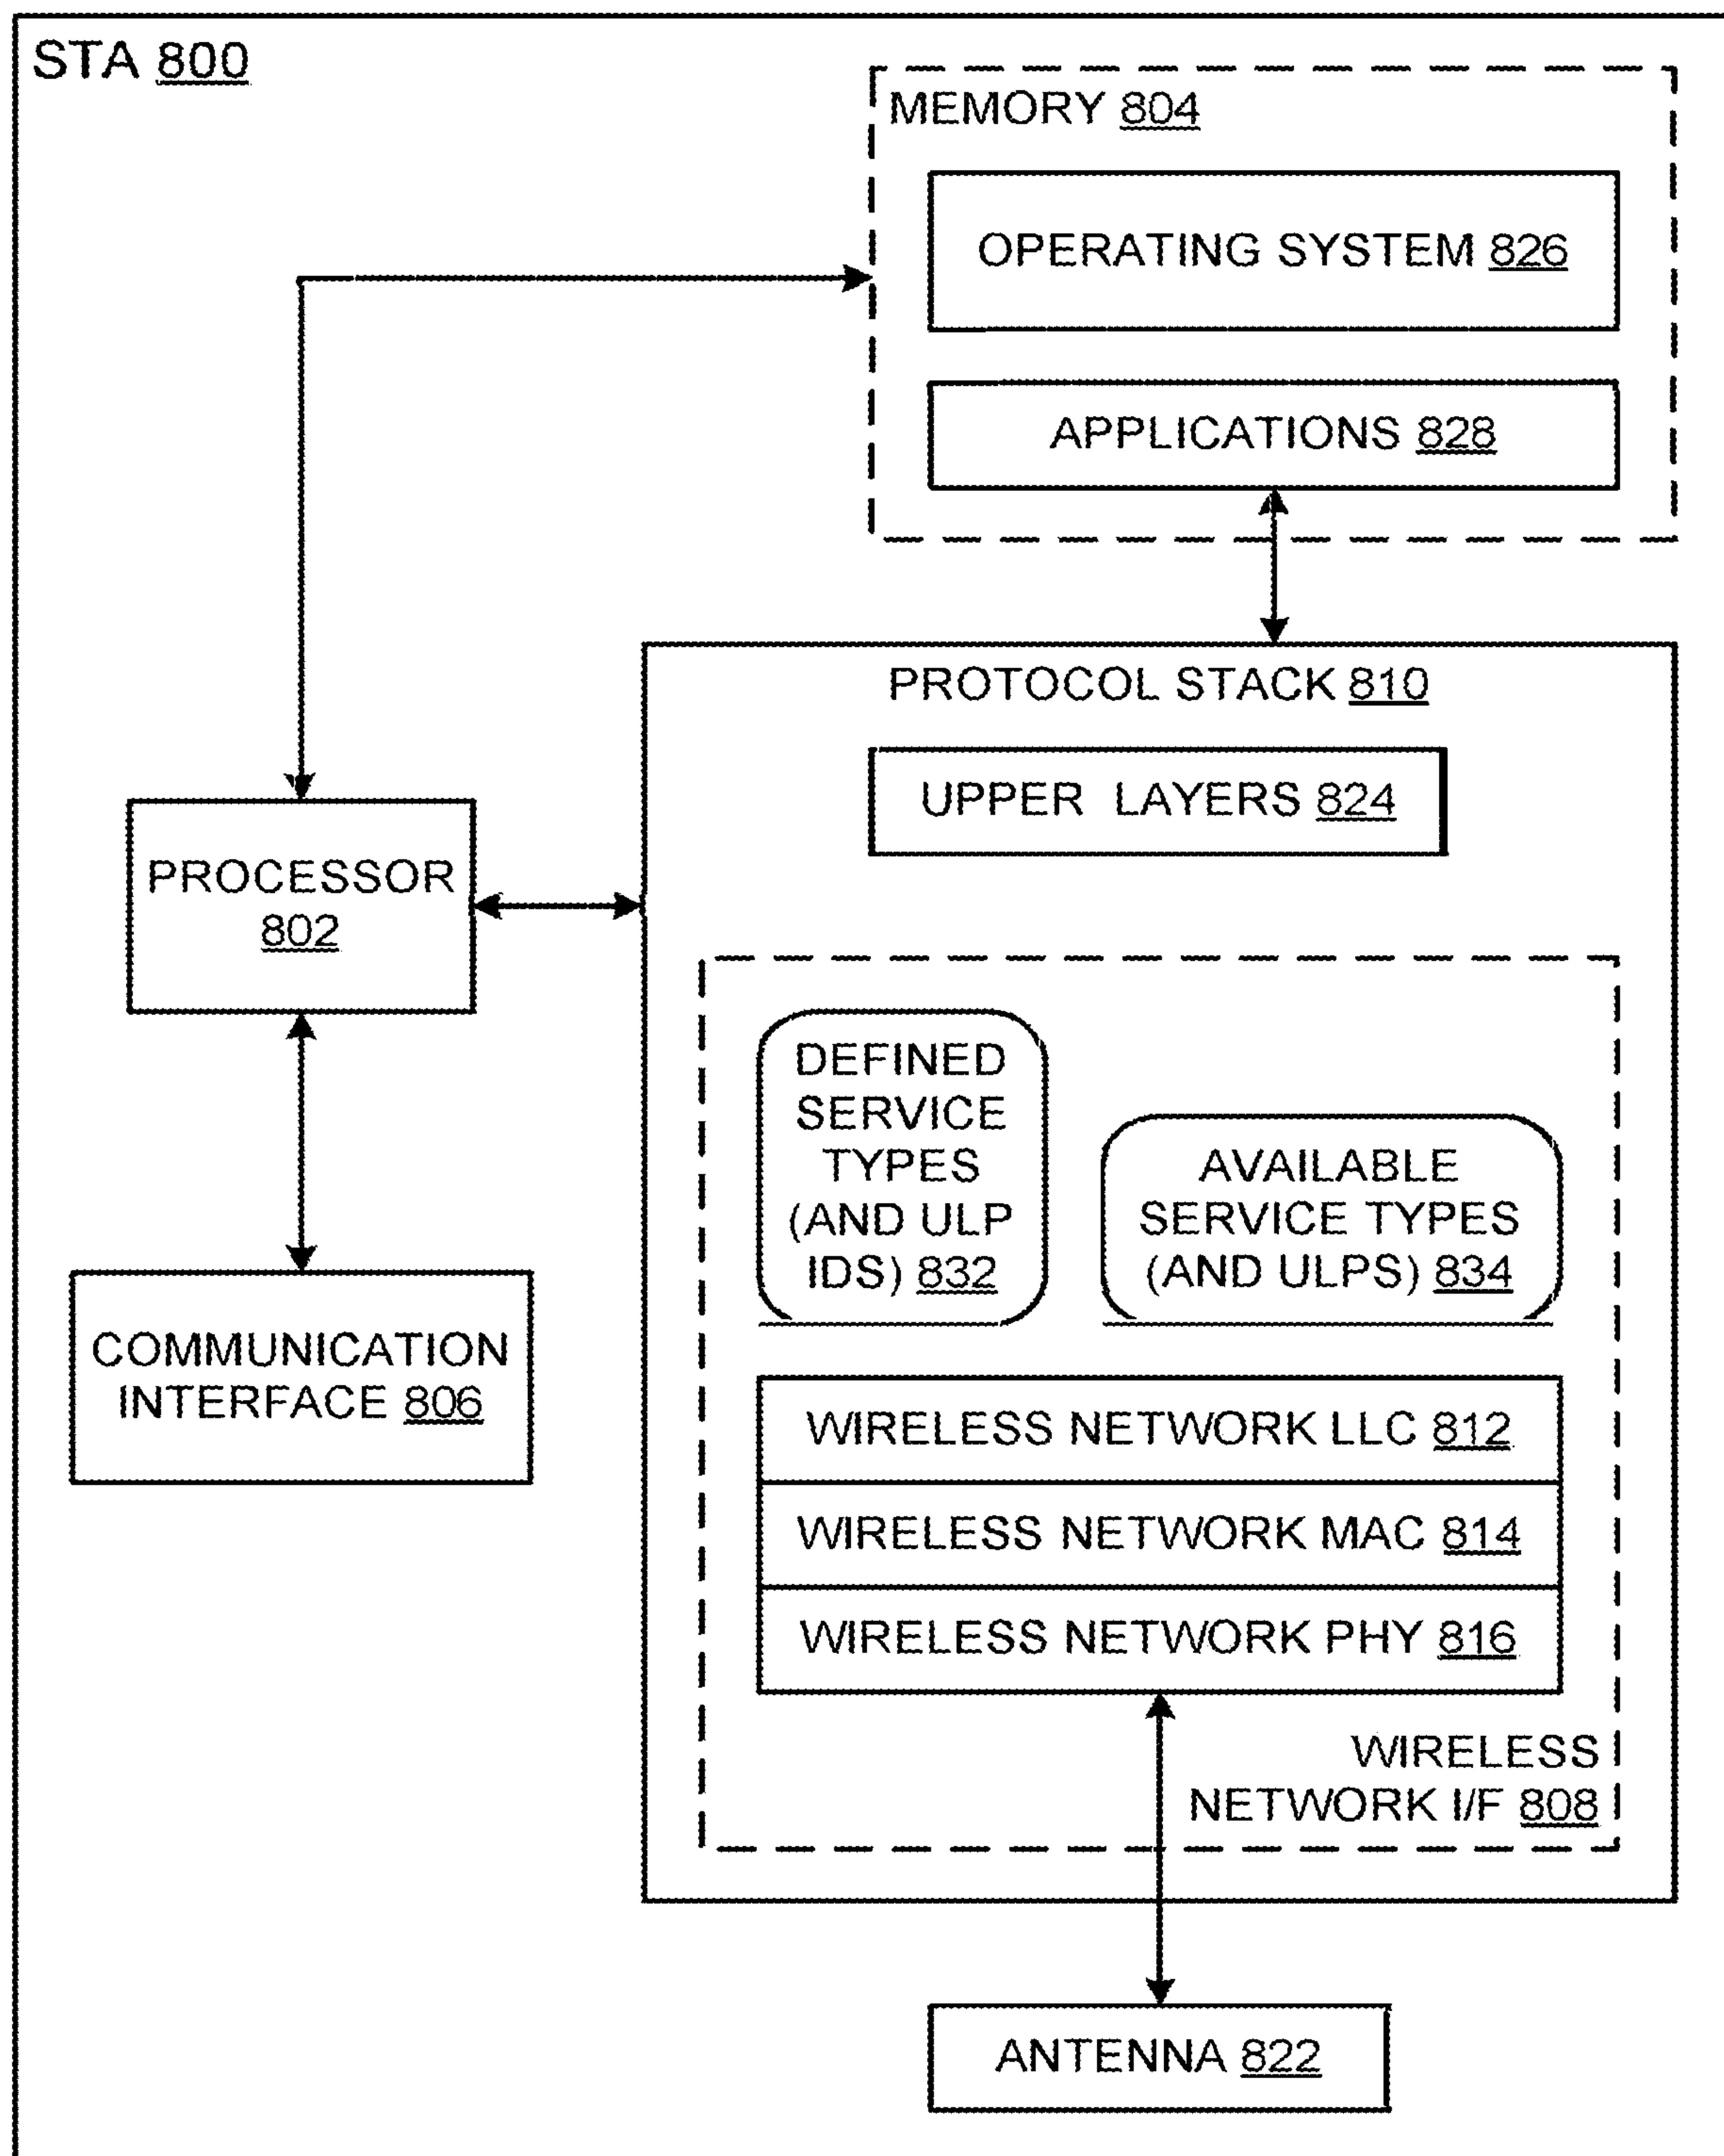 STA 800
MEMORY 804
OPERATING SYSTEM 826
APPLICATIONS 828
PROTOCOL STACK 810
UPPER LAYERS 824
PROCESSOR
802
DEFINED
SERVICE
TYPES
(AND ULP
IDS) 832
AVAILABLE
SERVICE TYPES
(AND ULPS) 834
COMMUNICATION
INTERFACE 806
WIRELESS NETWORK LLC 812
WIRELESS NETWORK MAC 814
WIRELESS NETWORK PHY 816
WIRELESS
NETWORK I/F 808
ANTENNA 822